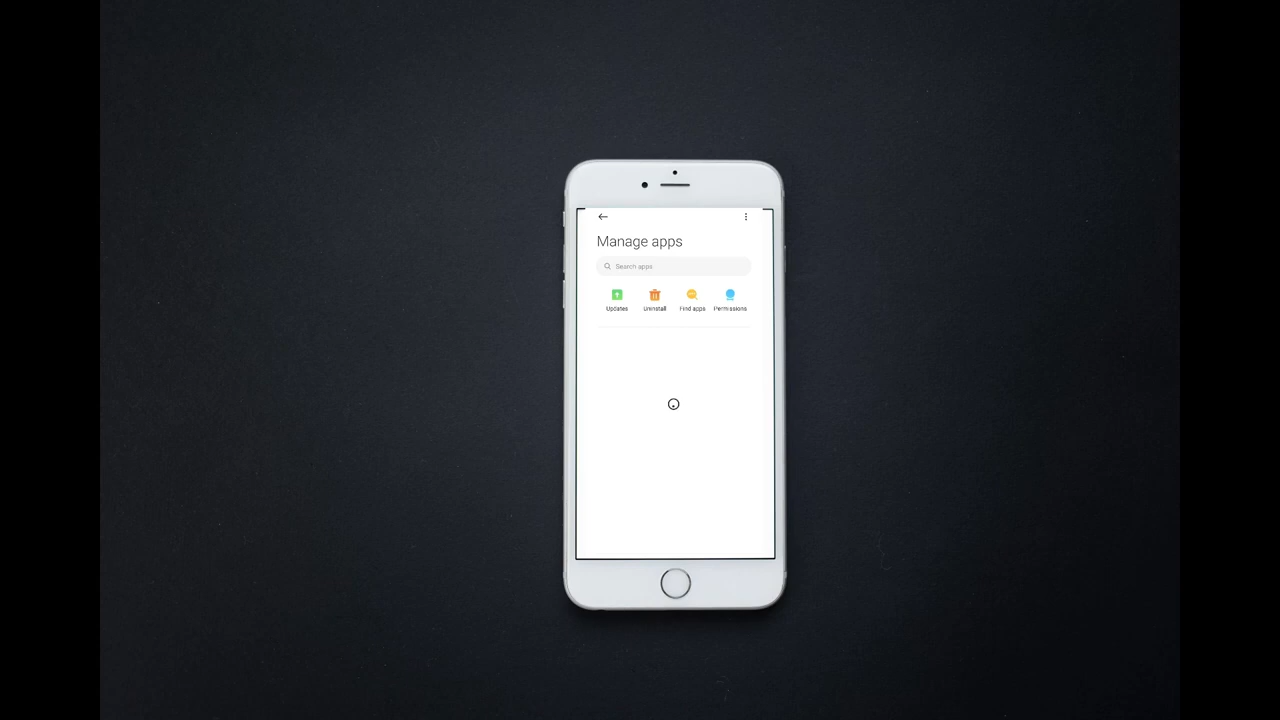 Manage apps
Search apps
Updates
Uninstall
Find apps
Permissions